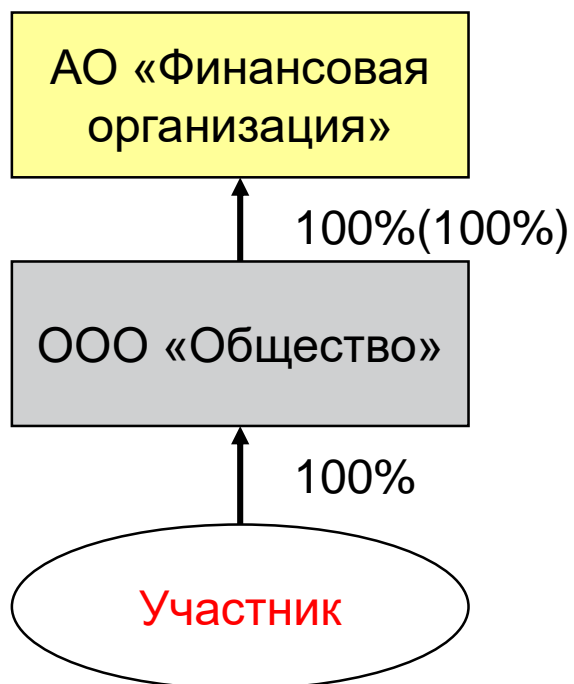 АО «Финансовая
организация»
100%(100%)
ООО «Общество»
100%
Участник